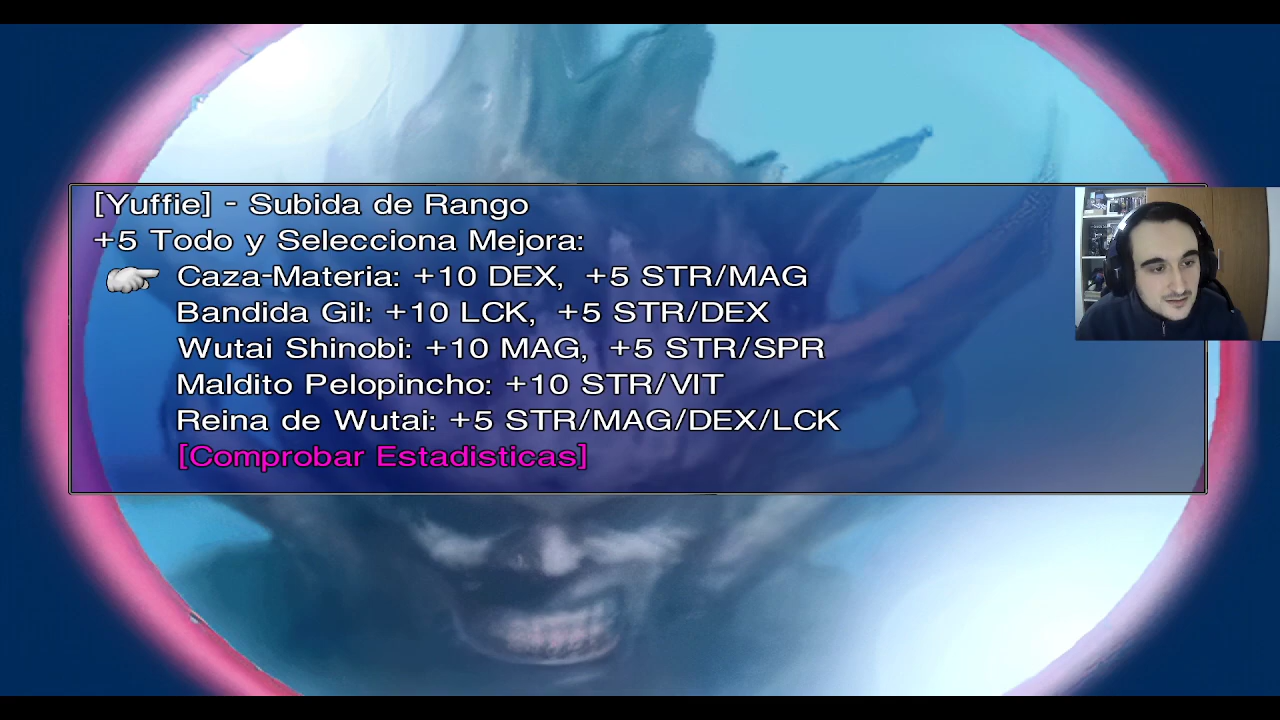 [Yuffie] - Subida de Rango
+5 Todo y Selecciona Mejora:
Caza-Materia: +10 DEX, +5 STR/MAG
Bandida Gil: +10 LCK, +5 STR/DEX
Wutai Shinobi: +10 MAG, +5 STR/SPR
Maldito Pelopincho: +10 STR/VIT
Reina de Wutai: +5 STR/MAG/DEX/LCK
[Comprobar Estadisticas]